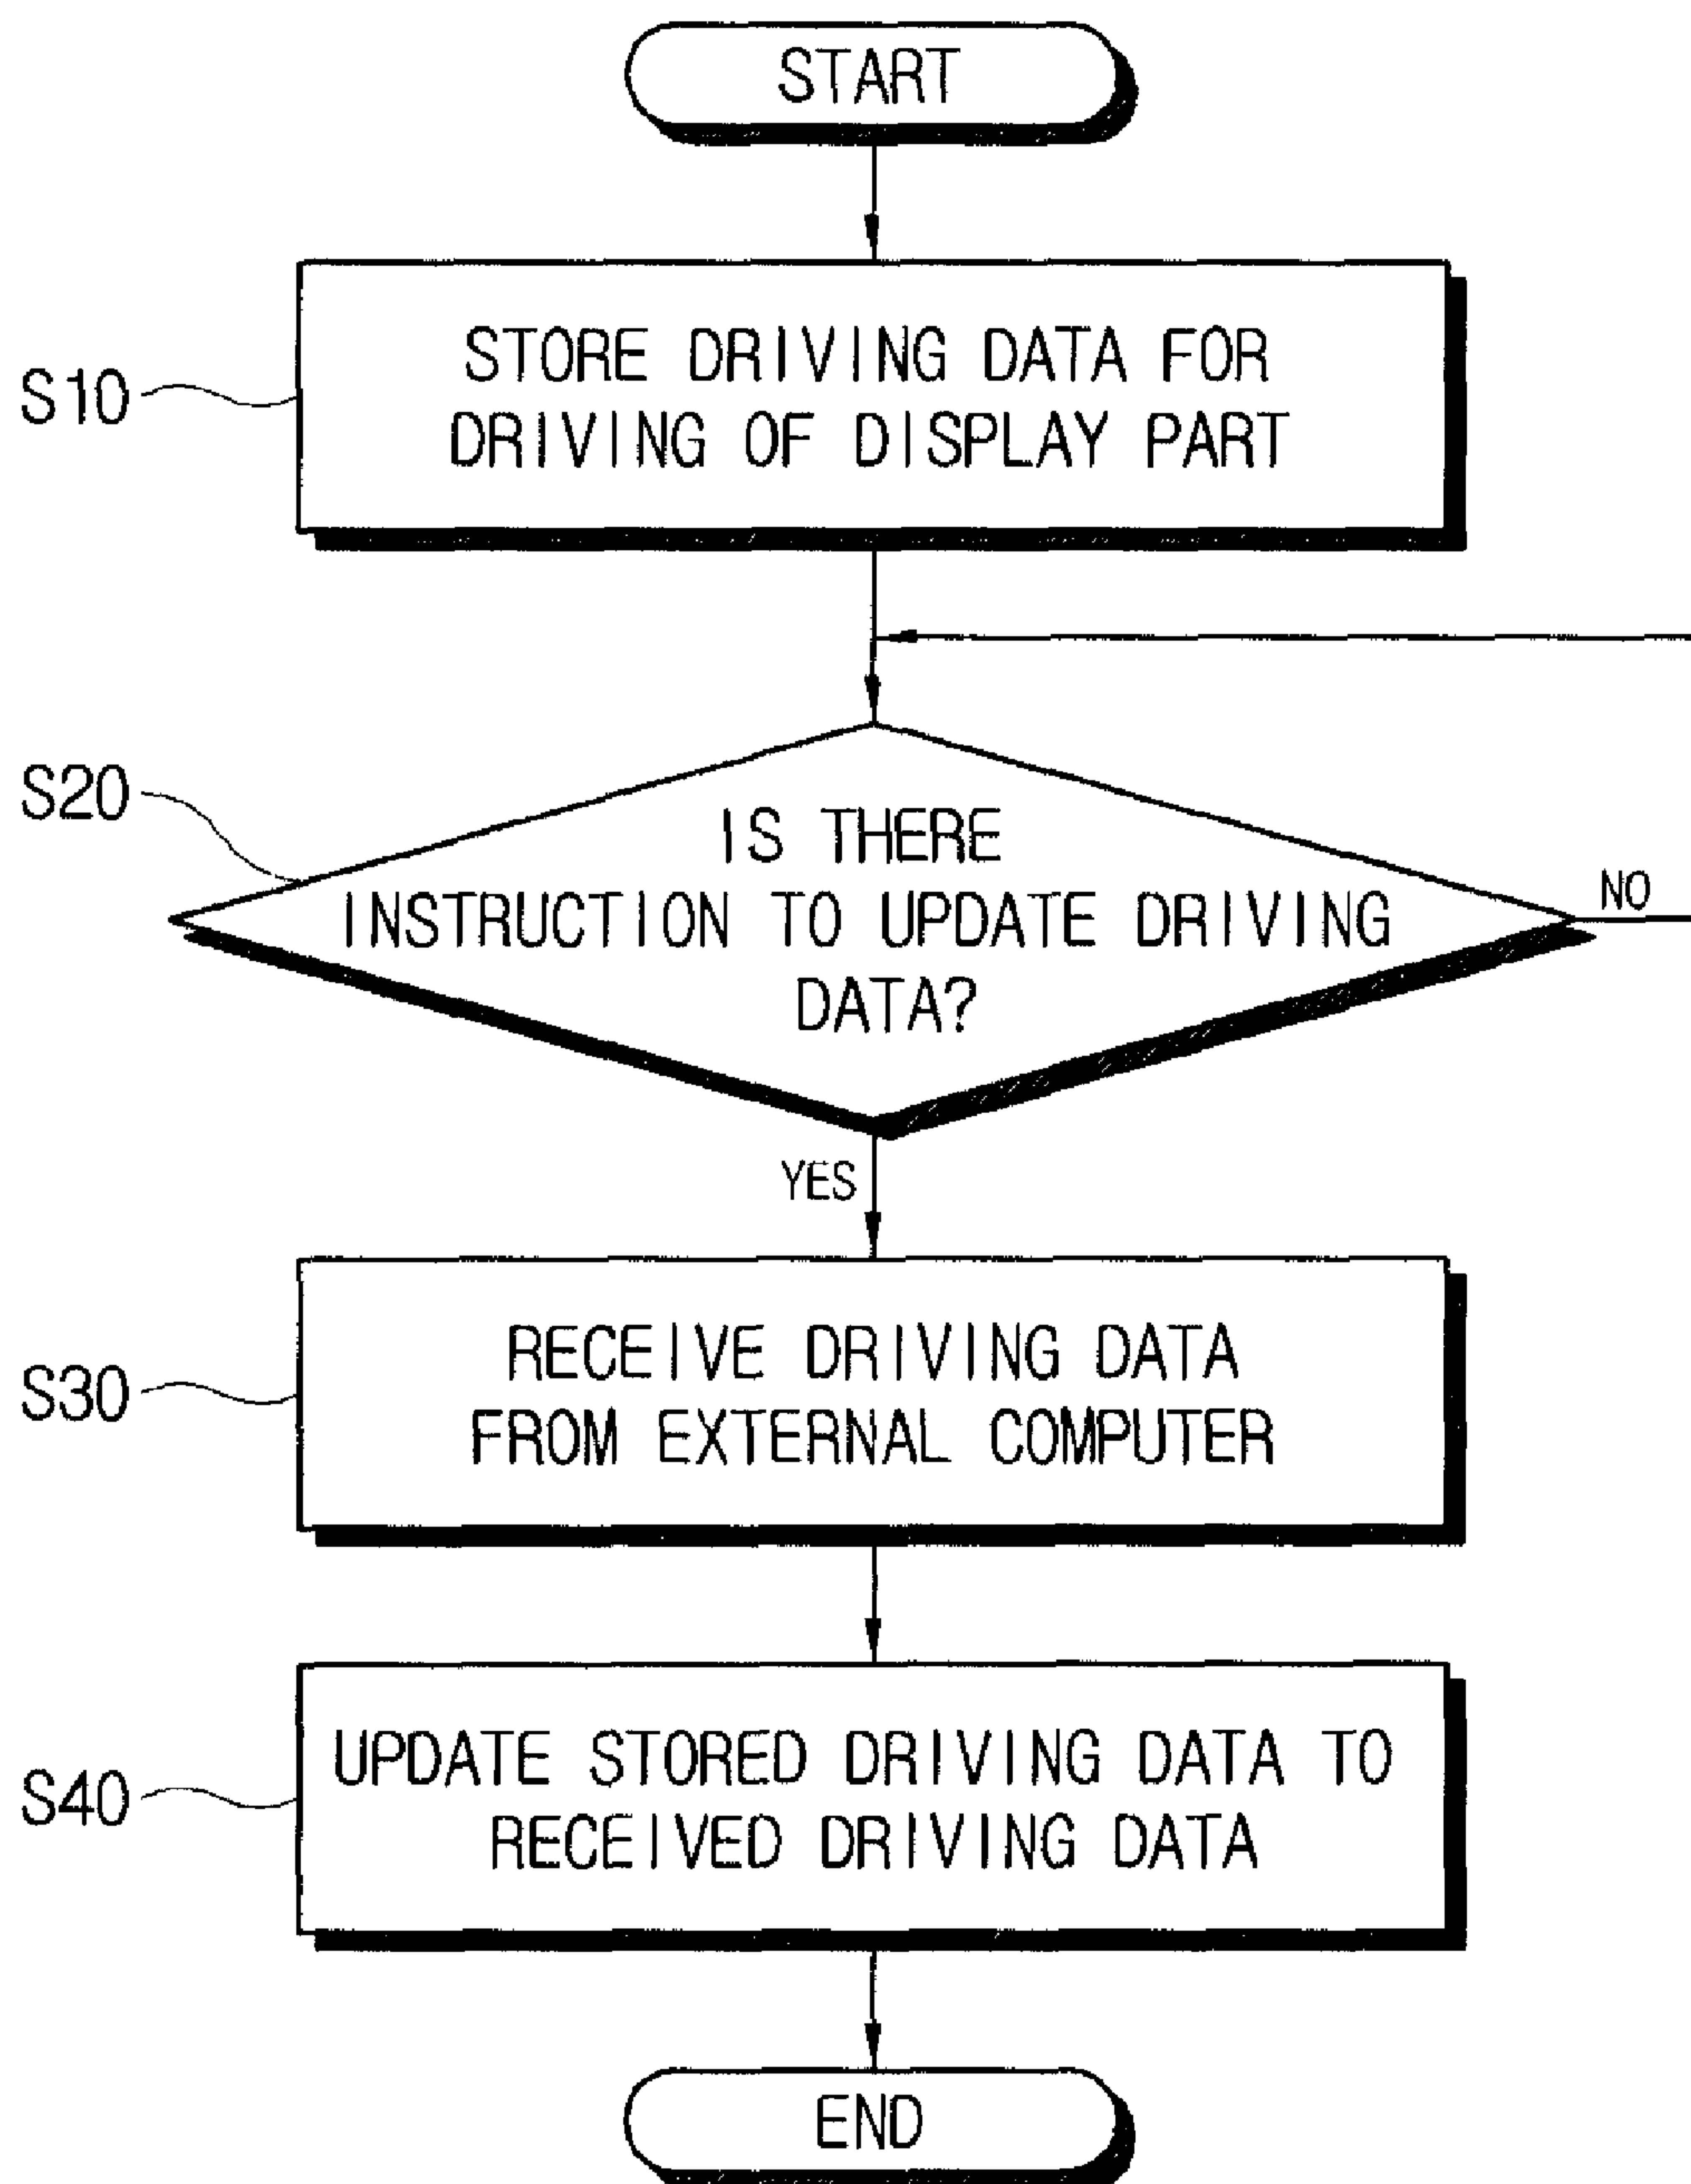 START
S10
STORE DRIVING DATA FOR
DRIVING OF DISPLAY PART
S20
IS THERE
INSTRUCTION TO UPDATE DRIVING
DATA?
NO
YES
S30
RECEIVE DRIVING DATA
FROM EXTERNAL COMPUTER
S40
UPDATE STORED DRIVING DATA TO
RECEIVED DRIVING DATA
END